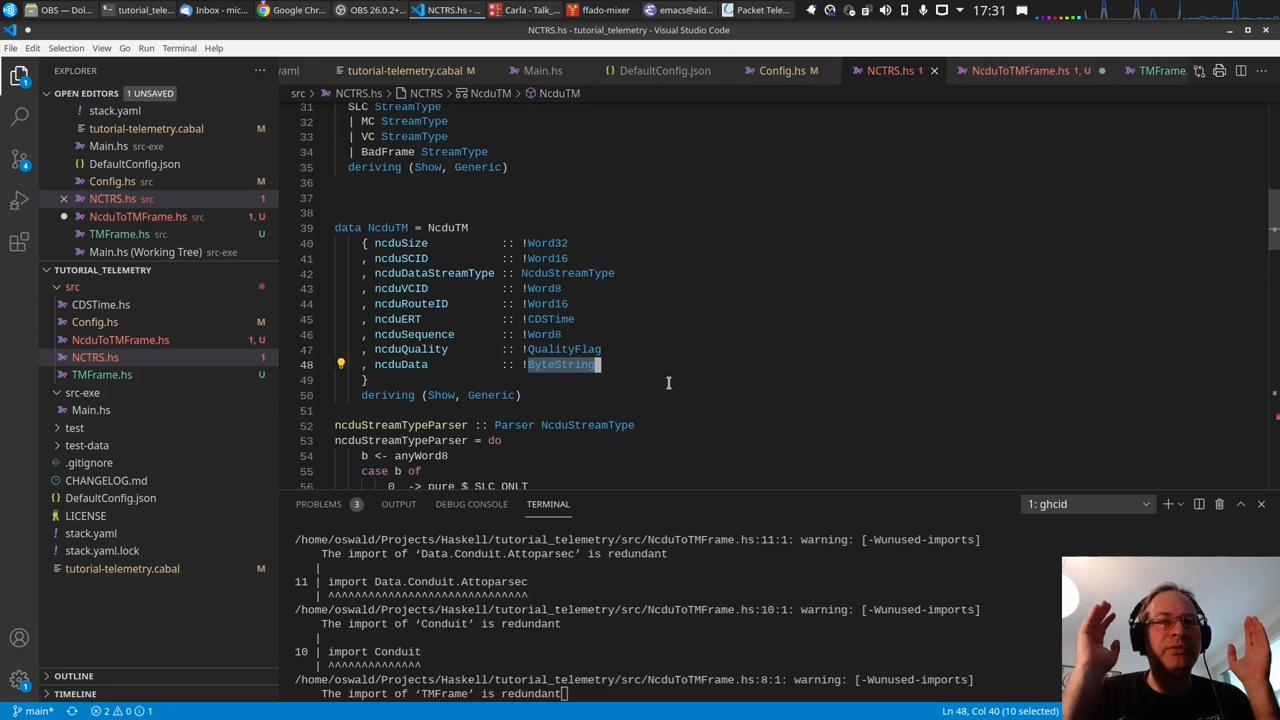 OBS — Dol...
tutorial_tel...
Inbox - mic...
Google Chr...
OBS 26.0.2+...
NCTRS.hs - ...
Carla - Talk_...
ffado-mixer
emacs@ald...
Packet Tele...
17:31
NCTRS.hs - tutorial_telemetry - Visual Studio Code
File Edit Selection View Go Run Terminal Help
EXPLORER
yaml
tutorial-telemetry.cabal M
Main.hs
DefaultConfig.json
Config.hs M
NCTRS.hs 1
NcduToTMFrame.hs 1, U
TMFrame.
src > NCTRS.hs > NCTRS > NcduTM > NcduTM
OPEN EDITORS 1 UNSAVED
stack.yaml
tutorial-telemetry.cabal M
Main.hs src-exe
DefaultConfig.json
Config.hs src M
NCTRS.hs src 1
NcduToTMFrame.hs src 1, U
TMFrame.hs src U
Main.hs (Working Tree) src-exe
TUTORIAL_TELEMETRY
src
CDSTime.hs
Config.hs M
NcduToTMFrame.hs 1, U
NCTRS.hs 1
TMFrame.hs U
src-exe
Main.hs
test
test-data
.gitignore
CHANGELOG.md
DefaultConfig.json
LICENSE
stack.yaml
stack.yaml.lock
tutorial-telemetry.cabal M
OUTLINE
TIMELINE
31 SLC StreamType
32 | MC StreamType
33 | VC StreamType
34 | BadFrame StreamType
35 deriving (Show, Generic)
36
37
38
39 data NcduTM = NcduTM
40 { ncduSize :: !Word32
41 , ncduSCID :: !Word16
42 , ncduDataStreamType :: NcduStreamType
43 , ncduVCID :: !Word8
44 , ncduRouteID :: !Word16
45 , ncduERT :: !CDSTime
46 , ncduSequence :: !Word8
47 , ncduQuality :: !QualityFlag
48 , ncduData :: !ByteString
49 }
50 deriving (Show, Generic)
51
52 ncduStreamTypeParser :: Parser NcduStreamType
53 ncduStreamTypeParser = do
54 b <- anyWord8
55 case b of
56 0 -> pure $ SLC ONLT
PROBLEMS 3 OUTPUT DEBUG CONSOLE TERMINAL 1: ghcid
/home/oswald/Projects/Haskell/tutorial_telemetry/src/NcduToTMFrame.hs:11:1: warning: [-Wunused-imports]
The import of ‘Data.Conduit.Attoparsec’ is redundant
|
11 | import Data.Conduit.Attoparsec
| ^^^^^^^^^^^^^^^^^^^^^^^^^^^^^^
/home/oswald/Projects/Haskell/tutorial_telemetry/src/NcduToTMFrame.hs:10:1: warning: [-Wunused-imports]
The import of ‘Conduit’ is redundant
|
10 | import Conduit
| ^^^^^^^^^^^^^^
/home/oswald/Projects/Haskell/tutorial_telemetry/src/NcduToTMFrame.hs:8:1: warning: [-Wunused-imports]
The import of ‘TMFrame’ is redundant
main* 2 0 1
Ln 48, Col 40 (10 selected)